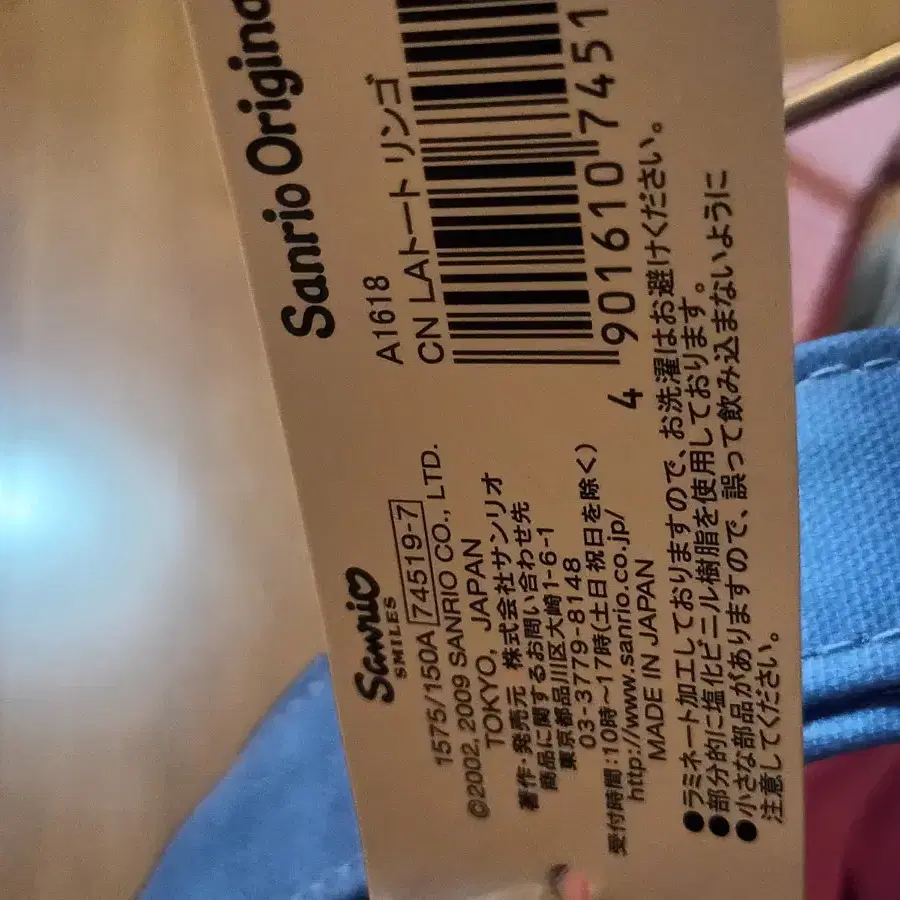 Sanrio Origina
A1618
CN LAトート リンゴ
4 901610 7451
Sanrio
SMILES
1575/150A 74519-7
©2002, 2009 SANRIO CO., LTD.
TOKYO, JAPAN
著作・発売元 株式会社サンリオ
商品に関するお問い合わせ先
東京都品川区大崎1-6-1
03-3779-8148
受付時間:10時～17時(土日 祝日を除く)
http://www.sanrio.co.jp/
MADE IN JAPAN
●ラミネート加工しておりますので、お洗濯はお避けください。
●部分的に塩化ビニル樹脂を使用しております。
●小さな部品がありますので、誤って飲み込まないように
注意してください。